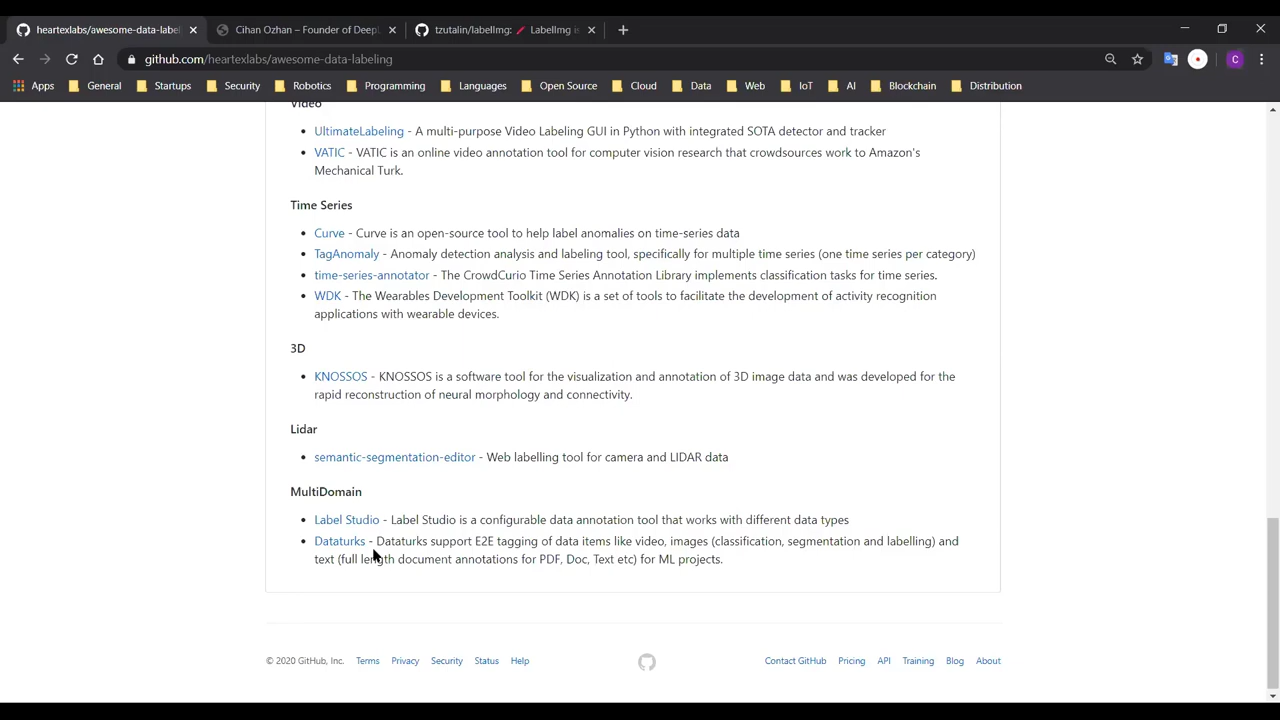 heartexlabs/awesome-data-label
Cihan Ozhan – Founder of DeepL
tzutalin/labelImg: 🖍️ LabelImg is
github.com/heartexlabs/awesome-data-labeling
C
Apps General Startups Security Robotics Programming Languages Open Source Cloud Data Web IoT AI Blockchain Distribution
Video
UltimateLabeling - A multi-purpose Video Labeling GUI in Python with integrated SOTA detector and tracker
VATIC - VATIC is an online video annotation tool for computer vision research that crowdsources work to Amazon's
Mechanical Turk.
Time Series
Curve - Curve is an open-source tool to help label anomalies on time-series data
TagAnomaly - Anomaly detection analysis and labeling tool, specifically for multiple time series (one time series per category)
time-series-annotator - The CrowdCurio Time Series Annotation Library implements classification tasks for time series.
WDK - The Wearables Development Toolkit (WDK) is a set of tools to facilitate the development of activity recognition
applications with wearable devices.
3D
KNOSSOS - KNOSSOS is a software tool for the visualization and annotation of 3D image data and was developed for the
rapid reconstruction of neural morphology and connectivity.
Lidar
semantic-segmentation-editor - Web labelling tool for camera and LIDAR data
MultiDomain
Label Studio - Label Studio is a configurable data annotation tool that works with different data types
Dataturks - Dataturks support E2E tagging of data items like video, images (classification, segmentation and labelling) and
text (full length document annotations for PDF, Doc, Text etc) for ML projects.
© 2020 GitHub, Inc. Terms Privacy Security Status Help Contact GitHub Pricing API Training Blog About